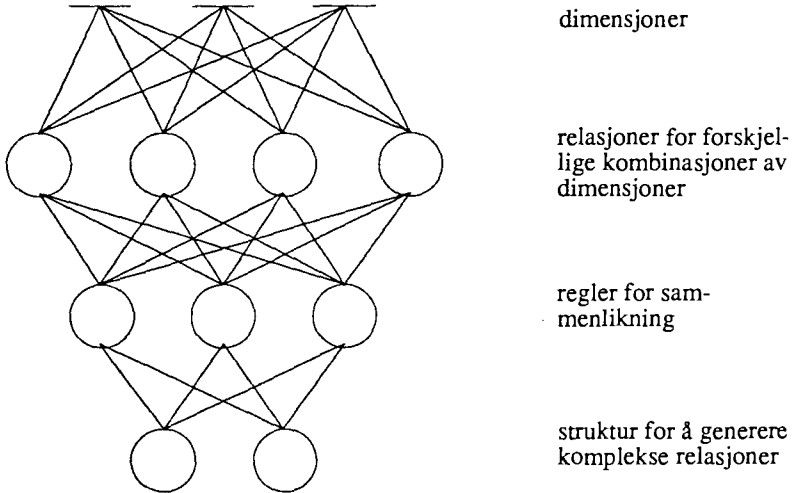 dimensjoner
relasjoner for forskjel-
lige kombinasjoner av
dimensjoner
regler for sam-
menlikning
struktur for å generere
komplekse relasjoner